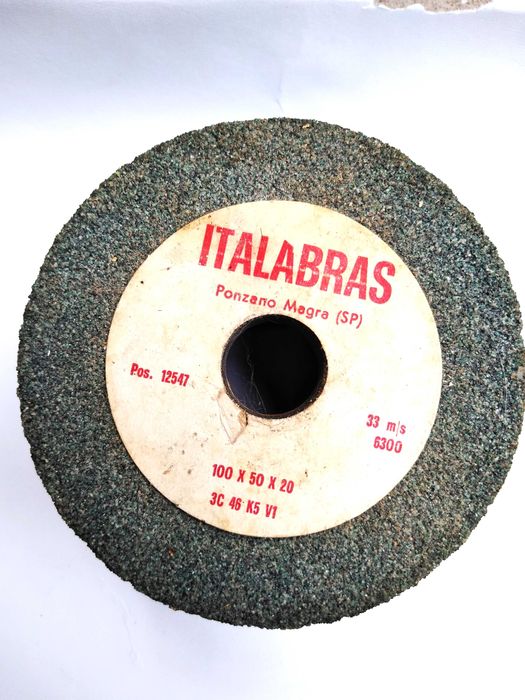 ITALABRAS
Ponzano Magra (SP)
Pos. 12547
33 m/s
6300
100 X 50 X 20
3C 46 K5 V1